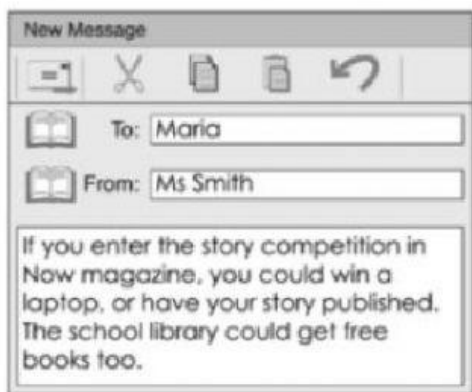 New Message
To: Maria
From: Ms Smith
If you enter the story competition in
Now magazine, you could win a
laptop, or have your story published.
The school library could get free
books too.